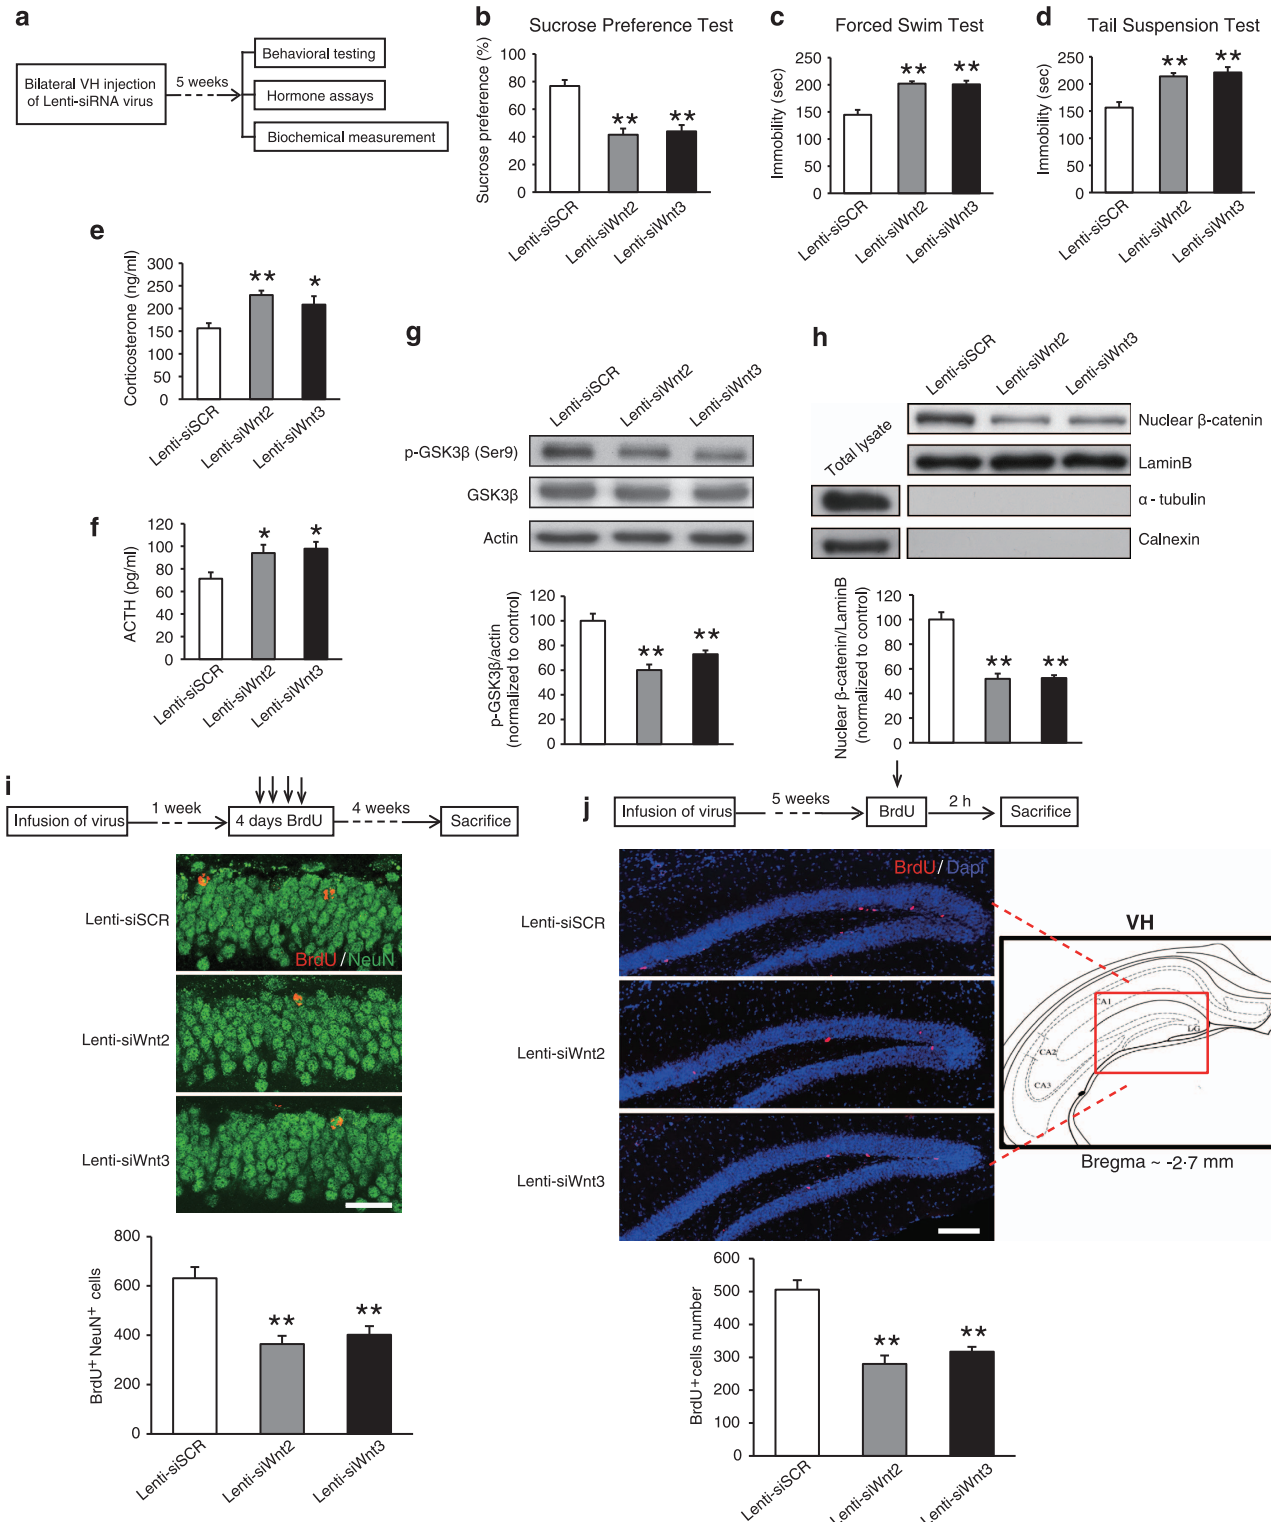 a
Bilateral VH injection
of Lenti-siRNA virus
5 weeks
Behavioral testing
Hormone assays
Biochemical measurement
b
Sucrose Preference Test
Sucrose preference (%)
100
80
60
40
20
0
**
**
Lenti-siSCR
Lenti-siWnt2
Lenti-siWnt3
c
Forced Swim Test
Immobility (sec)
250
200
150
100
50
0
**
**
Lenti-siSCR
Lenti-siWnt2
Lenti-siWnt3
d
Tail Suspension Test
Immobility (sec)
250
200
150
100
50
0
**
**
Lenti-siSCR
Lenti-siWnt2
Lenti-siWnt3
e
Corticosterone (ng/ml)
300
250
200
150
100
50
0
**
*
Lenti-siSCR
Lenti-siWnt2
Lenti-siWnt3
f
ACTH (pg/ml)
120
100
80
60
40
20
0
*
*
Lenti-siSCR
Lenti-siWnt2
Lenti-siWnt3
g
Lenti-siSCR
Lenti-siWnt2
Lenti-siWnt3
p-GSK3β (Ser9)
GSK3β
Actin
p-GSK3β/actin
(normalized to control)
120
100
80
60
40
20
0
**
**
h
Lenti-siSCR
Lenti-siWnt2
Lenti-siWnt3
Total lysate
Nuclear β-catenin
LaminB
α - tubulin
Calnexin
Nuclear β-catenin/LaminB
(normalized to control)
120
100
80
60
40
20
0
**
**
i
Infusion of virus
1 week
4 days BrdU
4 weeks
Sacrifice
Lenti-siSCR
BrdU/NeuN
Lenti-siWnt2
Lenti-siWnt3
BrdU+ NeuN+ cells
800
600
400
200
0
**
**
Lenti-siSCR
Lenti-siWnt2
Lenti-siWnt3
j
Infusion of virus
5 weeks
BrdU
2 h
Sacrifice
BrdU/Dapi
Lenti-siSCR
Lenti-siWnt2
Lenti-siWnt3
VH
CA1
CA2
CA3
Bregma ~ -2·7 mm
BrdU+cells number
600
500
400
300
200
100
0
**
**
Lenti-siSCR
Lenti-siWnt2
Lenti-siWnt3